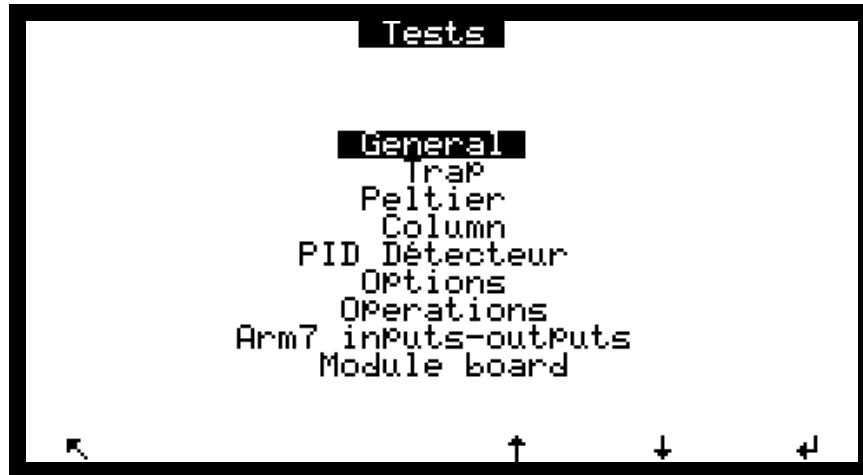 Tests
General
Trap
Peltier
Column
PID Détecteur
Options
Operations
Arm7 inputs-outputs
Module board